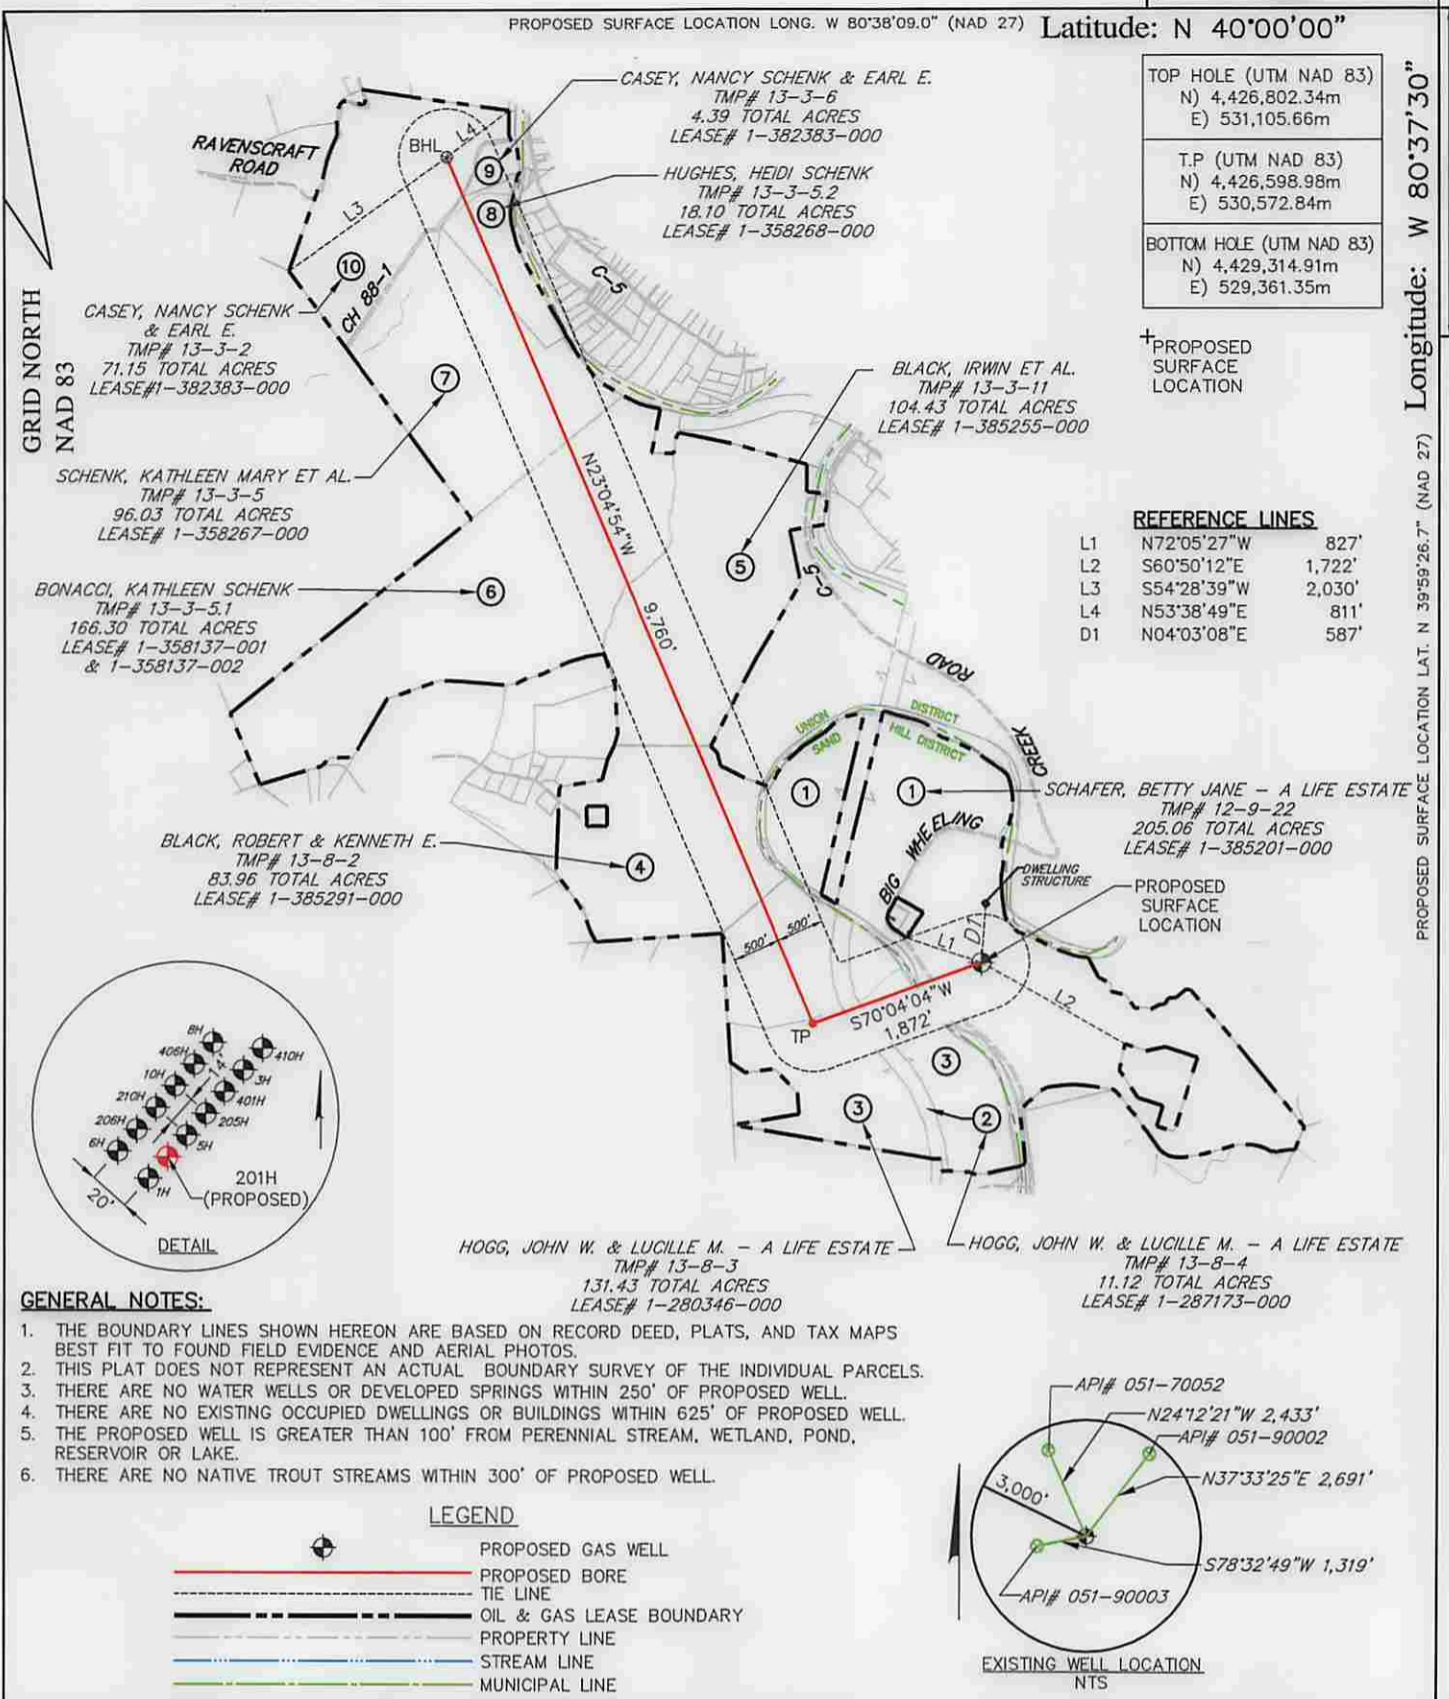 PROPOSED SURFACE LOCATION LONG. W 80°38'09.0" (NAD 27)
Latitude: N 40°00'00"
TOP HOLE (UTM NAD 83)
N) 4,426,802.34m
E) 531,105.66m
T.P (UTM NAD 83)
N) 4,426,598.98m
E) 530,572.84m
BOTTOM HOLE (UTM NAD 83)
N) 4,429,314.91m
E) 529,361.35m
Longitude: W 80°37'30"
PROPOSED SURFACE LOCATION LAT. N 39°59'26.7" (NAD 27)
+PROPOSED
SURFACE
LOCATION
GRID NORTH
NAD 83
RAVENSCRAFT
ROAD
BHL
L4
L3
CH 88-1
C-5
CASEY, NANCY SCHENK & EARL E.
TMP# 13-3-6
4.39 TOTAL ACRES
LEASE# 1-382383-000
9
HUGHES, HEIDI SCHENK
TMP# 13-3-5.2
18.10 TOTAL ACRES
LEASE# 1-358268-000
8
10
CASEY, NANCY SCHENK
& EARL E.
TMP# 13-3-2
71.15 TOTAL ACRES
LEASE#1-382383-000
7
SCHENK, KATHLEEN MARY ET AL.
TMP# 13-3-5
96.03 TOTAL ACRES
LEASE# 1-358267-000
BLACK, IRWIN ET AL.
TMP# 13-3-11
104.43 TOTAL ACRES
LEASE# 1-385255-000
5
BONACCI, KATHLEEN SCHENK
TMP# 13-3-5.1
166.30 TOTAL ACRES
LEASE# 1-358137-001
& 1-358137-002
6
N23°04'54"W
9,760'
REFERENCE LINES
L1 N72°05'27"W 827'
L2 S60°50'12"E 1,722'
L3 S54°28'39"W 2,030'
L4 N53°38'49"E 811'
D1 N04°03'08"E 587'
C-5
ROAD
CREEK
WHEELING
BIG
UNION
DISTRICT
SAND
HILL DISTRICT
1
1
SCHAFER, BETTY JANE - A LIFE ESTATE
TMP# 12-9-22
205.06 TOTAL ACRES
LEASE# 1-385201-000
BLACK, ROBERT & KENNETH E.
TMP# 13-8-2
83.96 TOTAL ACRES
LEASE# 1-385291-000
4
DWELLING
STRUCTURE
PROPOSED
SURFACE
LOCATION
500'
500'
L1
D1
L2
TP
S70°04'04"W
1,872'
3
3
2
8H
406H
10H
210H
206H
6H
410H
3H
401H
205H
5H
1H
14'
20'
201H
(PROPOSED)
DETAIL
HOGG, JOHN W. & LUCILLE M. - A LIFE ESTATE
TMP# 13-8-3
131.43 TOTAL ACRES
LEASE# 1-280346-000
HOGG, JOHN W. & LUCILLE M. - A LIFE ESTATE
TMP# 13-8-4
11.12 TOTAL ACRES
LEASE# 1-287173-000
GENERAL NOTES:
1. THE BOUNDARY LINES SHOWN HEREON ARE BASED ON RECORD DEED, PLATS, AND TAX MAPS
BEST FIT TO FOUND FIELD EVIDENCE AND AERIAL PHOTOS.
2. THIS PLAT DOES NOT REPRESENT AN ACTUAL BOUNDARY SURVEY OF THE INDIVIDUAL PARCELS.
3. THERE ARE NO WATER WELLS OR DEVELOPED SPRINGS WITHIN 250' OF PROPOSED WELL.
4. THERE ARE NO EXISTING OCCUPIED DWELLINGS OR BUILDINGS WITHIN 625' OF PROPOSED WELL.
5. THE PROPOSED WELL IS GREATER THAN 100' FROM PERENNIAL STREAM, WETLAND, POND,
RESERVOIR OR LAKE.
6. THERE ARE NO NATIVE TROUT STREAMS WITHIN 300' OF PROPOSED WELL.
LEGEND
PROPOSED GAS WELL
PROPOSED BORE
TIE LINE
OIL & GAS LEASE BOUNDARY
PROPERTY LINE
STREAM LINE
MUNICIPAL LINE
API# 051-70052
N24°12'21"W 2,433'
API# 051-90002
N37°33'25"E 2,691'
3,000'
S78°32'49"W 1,319'
API# 051-90003
EXISTING WELL LOCATION
NTS